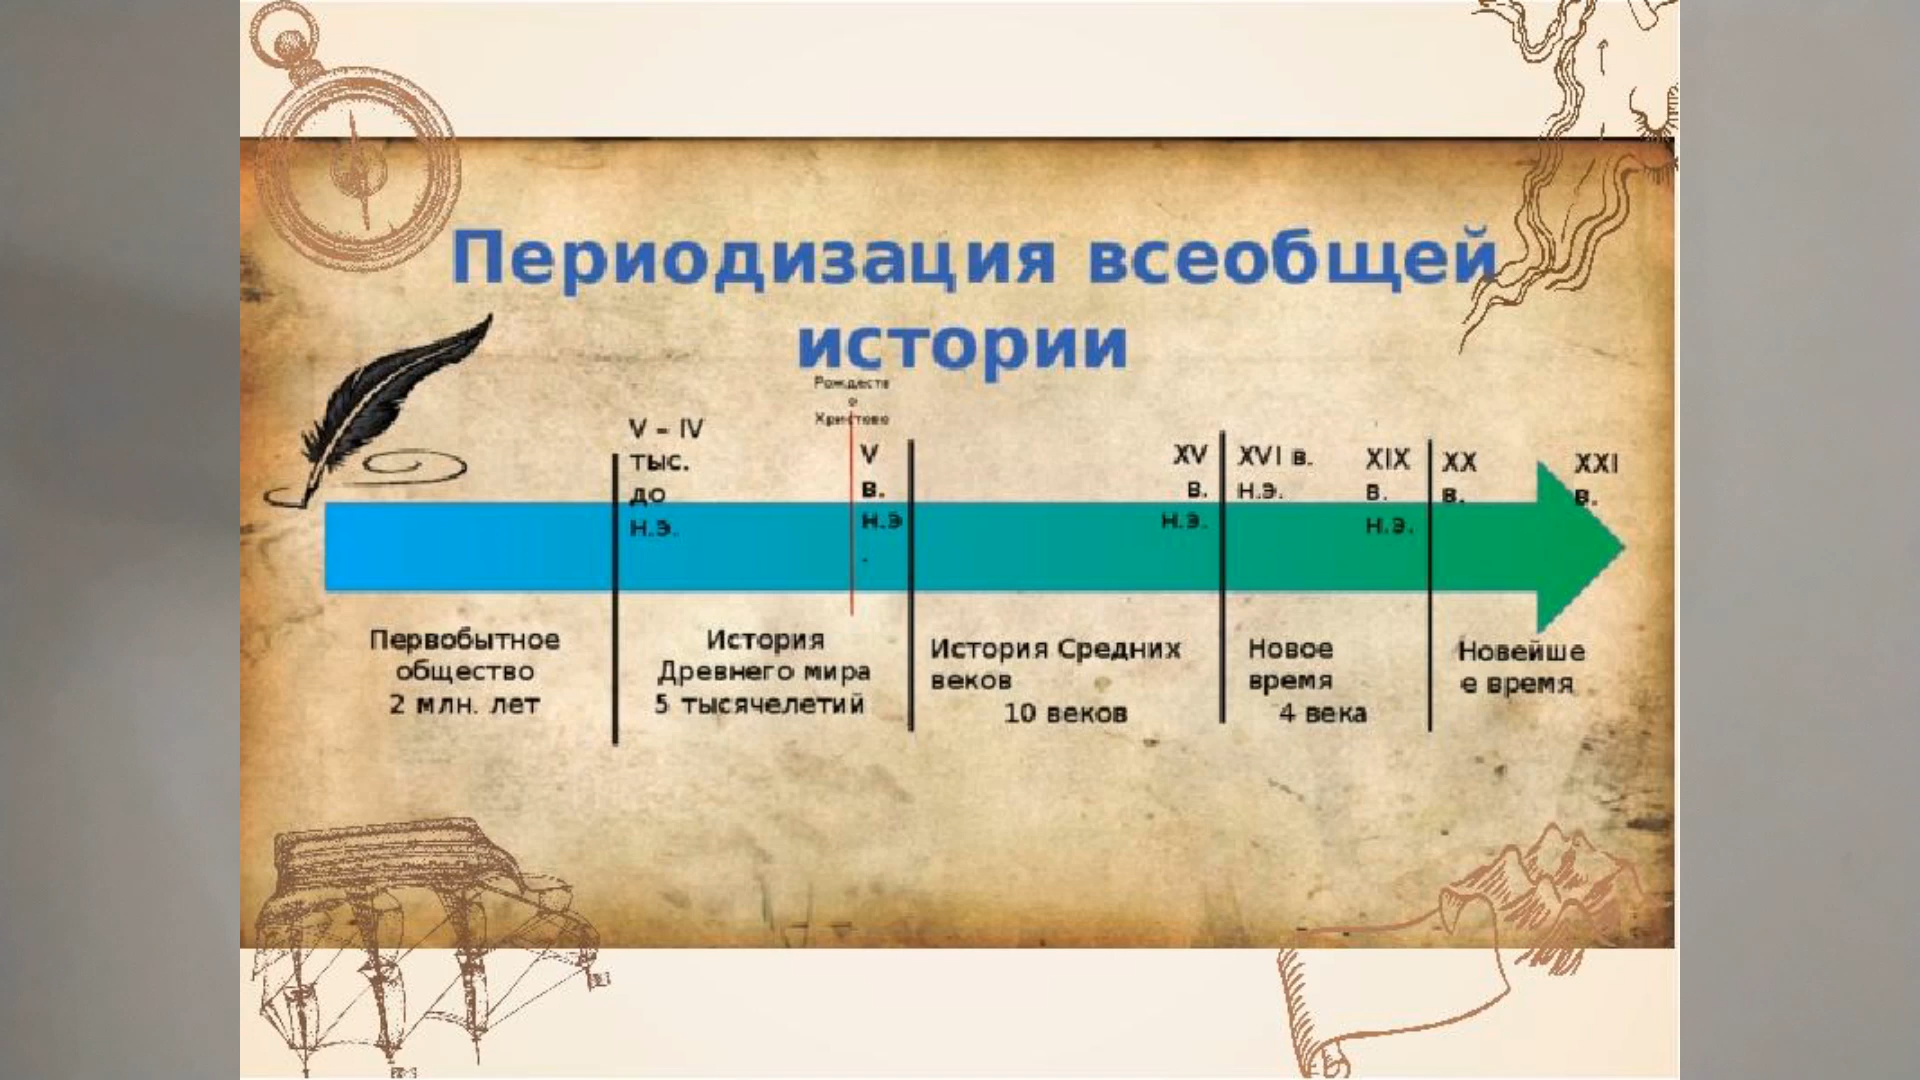 Периодизация всеобщей
истории
Рождеств
о
Христово
V – IV
тыс.
до
н.э.
V
в.
н.э
.
XV
в.
н.э.
XVI в.
н.э.
XIX
в.
н.э.
XX
в.
XXI
в.
Первобытное
общество
2 млн. лет
История
Древнего мира
5 тысячелетий
История Средних
веков
10 веков
Новое
время
4 века
Новейше
е время